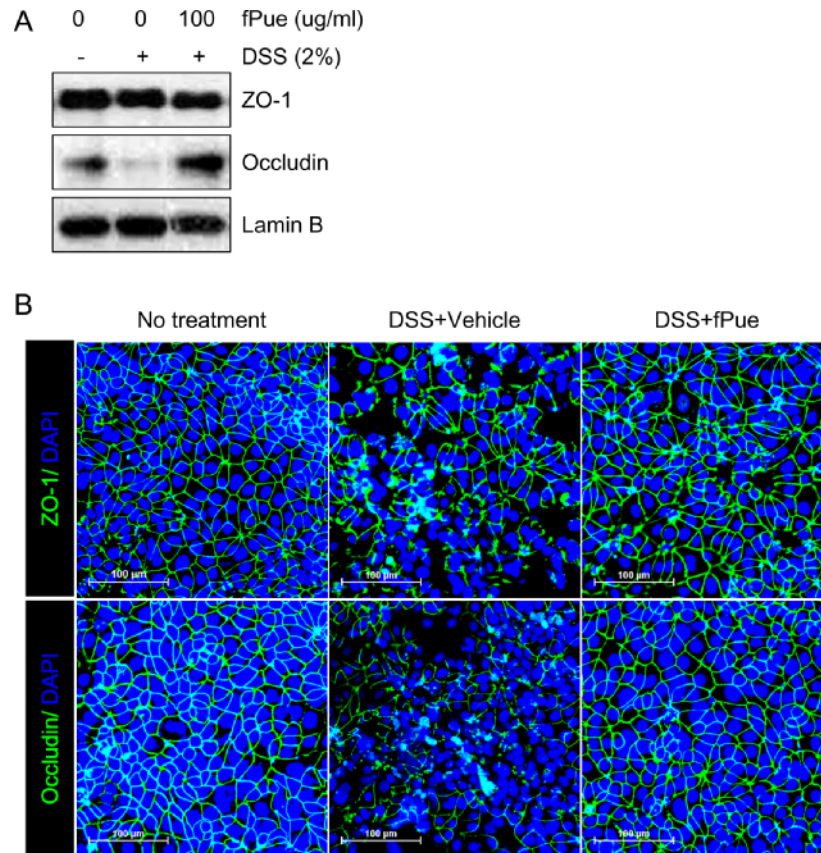 A
0 0 100 fPue (ug/ml)
- + + DSS (2%)
ZO-1
Occludin
Lamin B
B
No treatment DSS+Vehicle DSS+fPue
ZO-1/ DAPI
100 µm 100 µm 100 µm
Occludin/ DAPI
100 µm 100 µm 100 µm